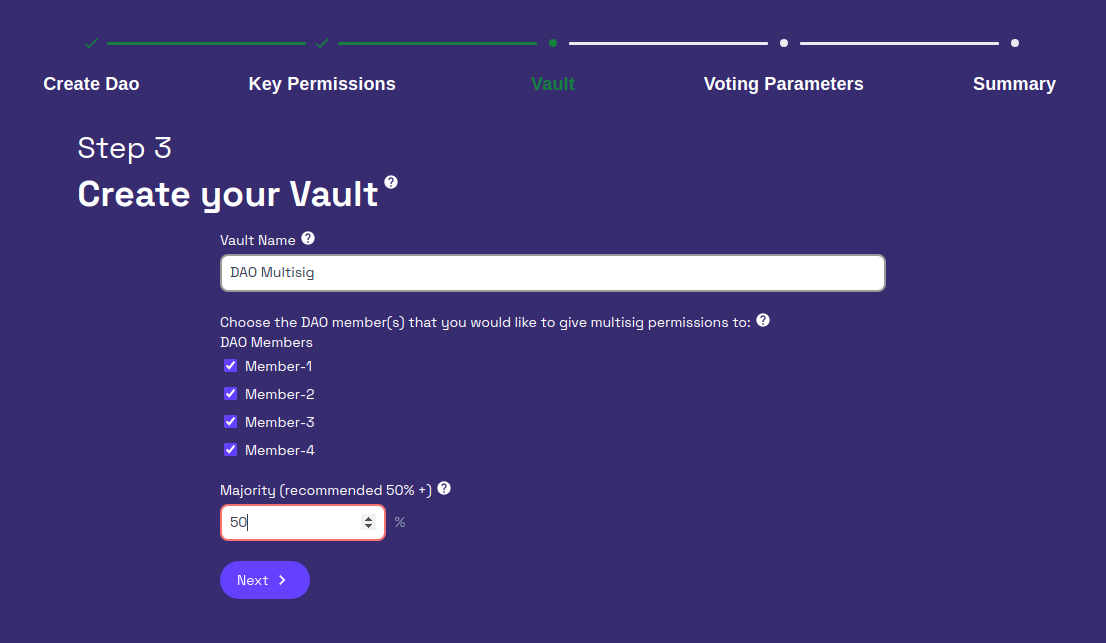 Create Dao
Key Permissions
Vault
Voting Parameters
Summary
Step 3
Create your Vault ?
Vault Name ?
DAO Multisig
Choose the DAO member(s) that you would like to give multisig permissions to: ?
DAO Members
Member-1
Member-2
Member-3
Member-4
Majority (recommended 50% +) ?
50 %
Next